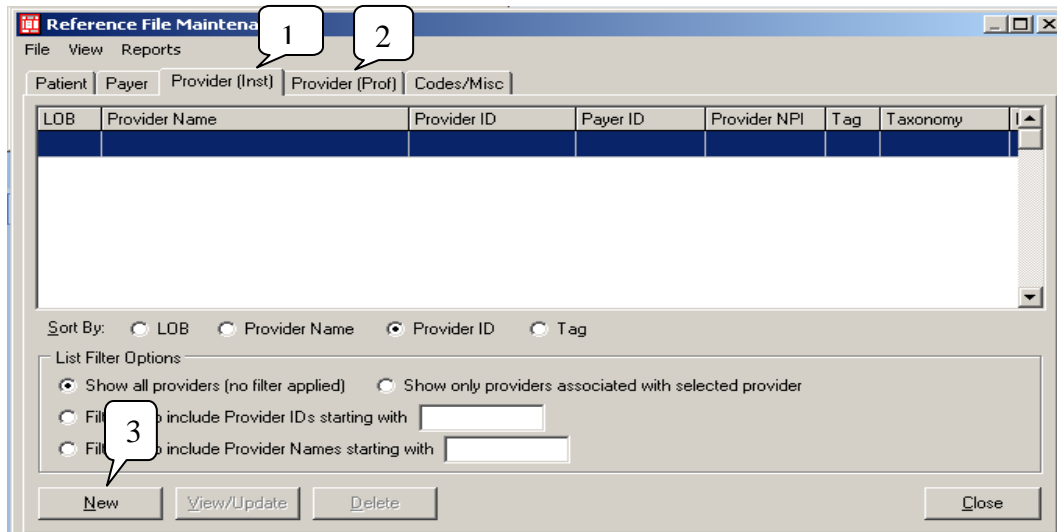 Reference File Maintena
1
2
File View Reports
Patient Payer Provider (Inst) Provider (Prof) Codes/Misc
LOB Provider Name Provider ID Payer ID Provider NPI Tag Taxonomy
Sort By: LOB Provider Name Provider ID Tag
List Filter Options
Show all providers (no filter applied) Show only providers associated with selected provider
Fil o include Provider IDs starting with
3
Fil o include Provider Names starting with
New View/Update Delete Close